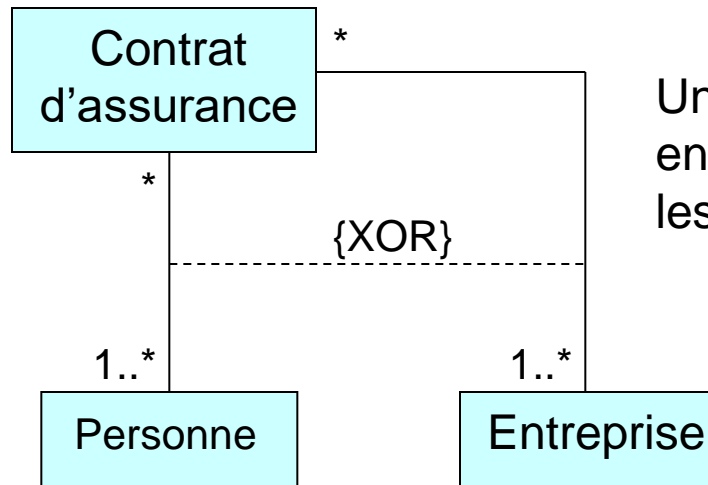 Contrat
d’assurance
*
*
Un
en
les
{XOR}
1..*
1..*
Personne
Entreprise